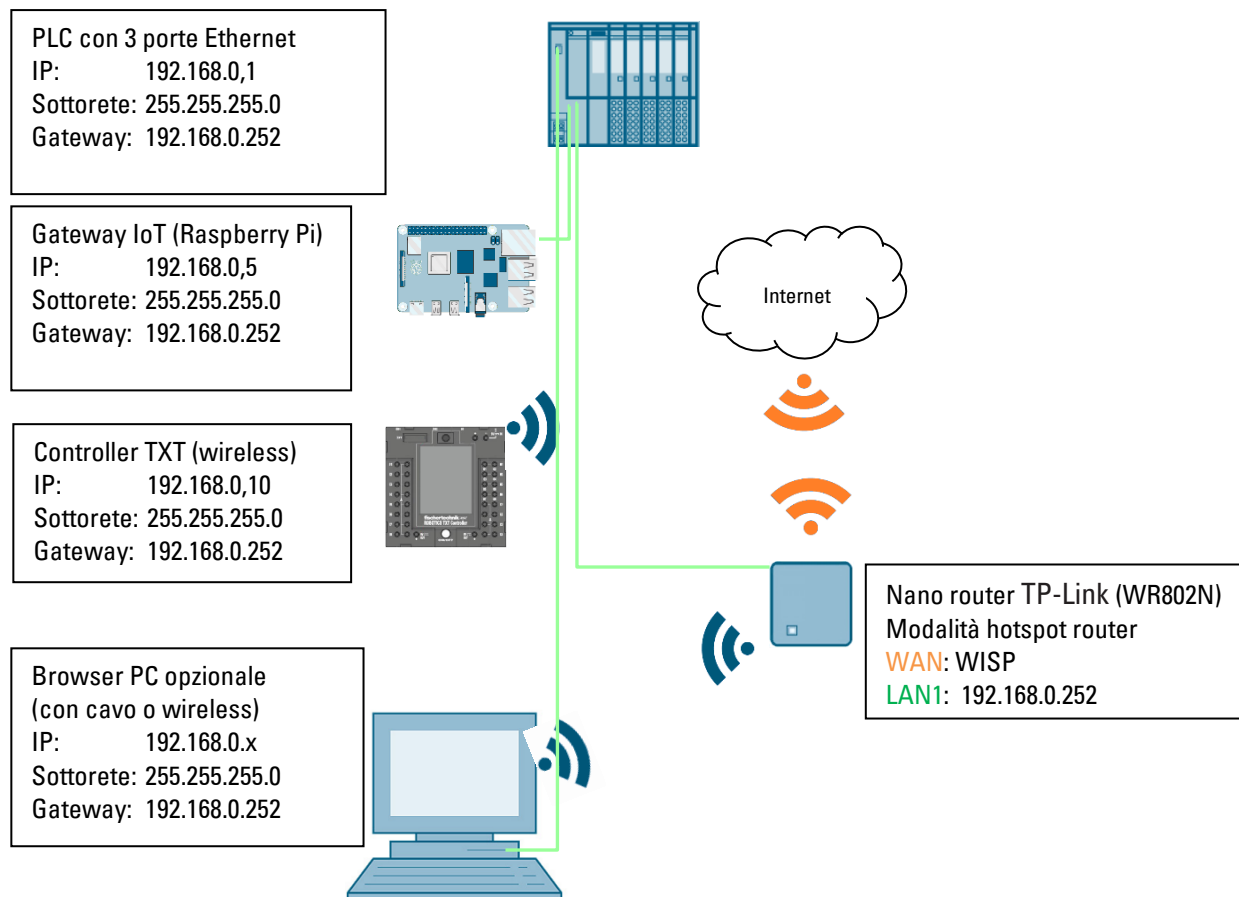 PLC con 3 porte Ethernet
IP: 192.168.0,1
Sottorete: 255.255.255.0
Gateway: 192.168.0.252
Gateway IoT (Raspberry Pi)
IP: 192.168.0,5
Sottorete: 255.255.255.0
Gateway: 192.168.0.252
Internet
Controller TXT (wireless)
IP: 192.168.0,10
Sottorete: 255.255.255.0
Gateway: 192.168.0.252
fischertechnik
ROBOTICS TXT Controller
Nano router TP-Link (WR802N)
Modalità hotspot router
WAN: WISP
LAN1: 192.168.0.252
Browser PC opzionale
(con cavo o wireless)
IP: 192.168.0.x
Sottorete: 255.255.255.0
Gateway: 192.168.0.252